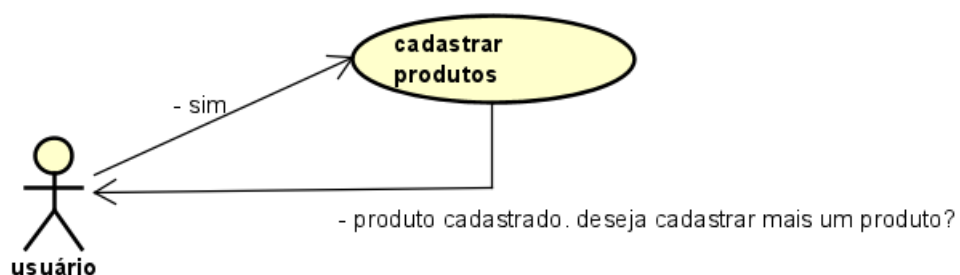 cadastrar
produtos
- sim
- produto cadastrado. deseja cadastrar mais um produto?
usuário